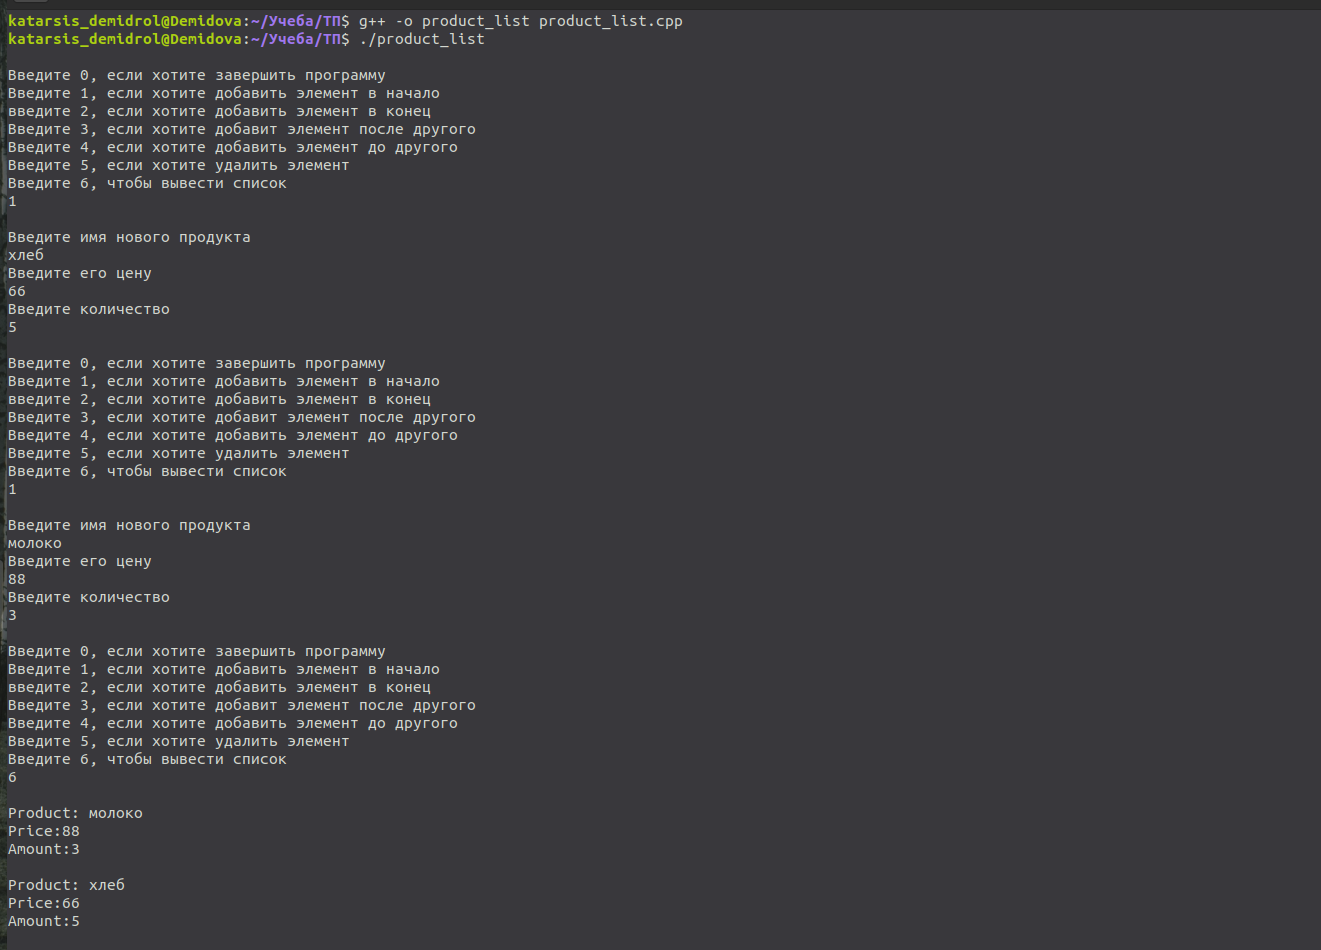 katarsis_demidrol@Demidova:~/Учеба/ТП$ g++ -o product_list product_list.cpp
katarsis_demidrol@Demidova:~/Учеба/ТП$ ./product_list
Введите 0, если хотите завершить программу
Введите 1, если хотите добавить элемент в начало
введите 2, если хотите добавить элемент в конец
Введите 3, если хотите добавит элемент после другого
Введите 4, если хотите добавить элемент до другого
Введите 5, если хотите удалить элемент
Введите 6, чтобы вывести список
1
Введите имя нового продукта
хлеб
Введите его цену
66
Введите количество
5
Введите 0, если хотите завершить программу
Введите 1, если хотите добавить элемент в начало
введите 2, если хотите добавить элемент в конец
Введите 3, если хотите добавит элемент после другого
Введите 4, если хотите добавить элемент до другого
Введите 5, если хотите удалить элемент
Введите 6, чтобы вывести список
1
Введите имя нового продукта
молоко
Введите его цену
88
Введите количество
3
Введите 0, если хотите завершить программу
Введите 1, если хотите добавить элемент в начало
введите 2, если хотите добавить элемент в конец
Введите 3, если хотите добавит элемент после другого
Введите 4, если хотите добавить элемент до другого
Введите 5, если хотите удалить элемент
Введите 6, чтобы вывести список
6
Product: молоко
Price:88
Amount:3
Product: хлеб
Price:66
Amount:5